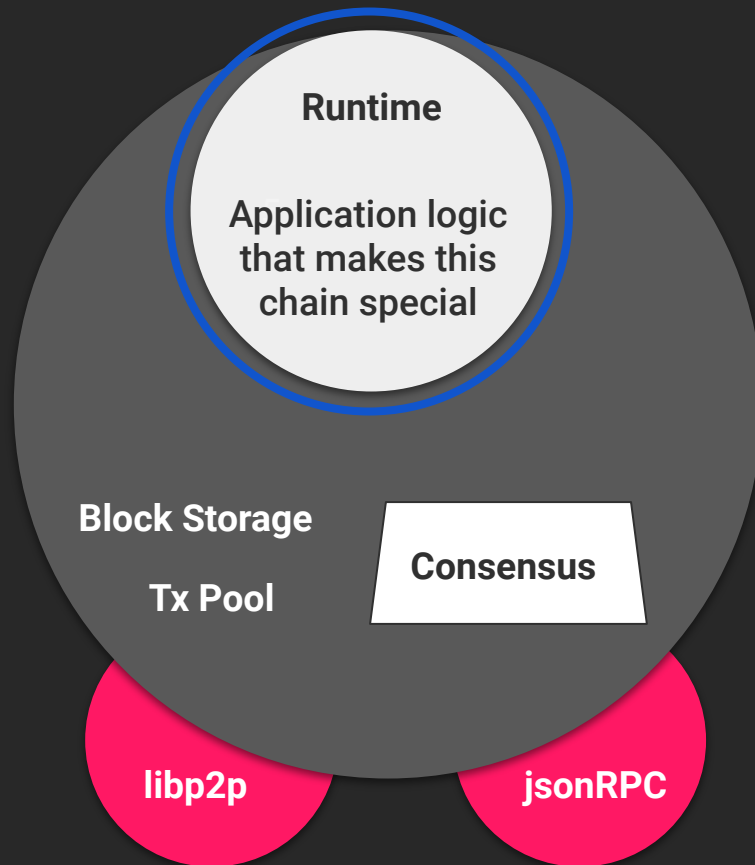 Runtime
Application logic
that makes this
chain special
Block Storage
Consensus
Tx Pool
libp2p
jsonRPC